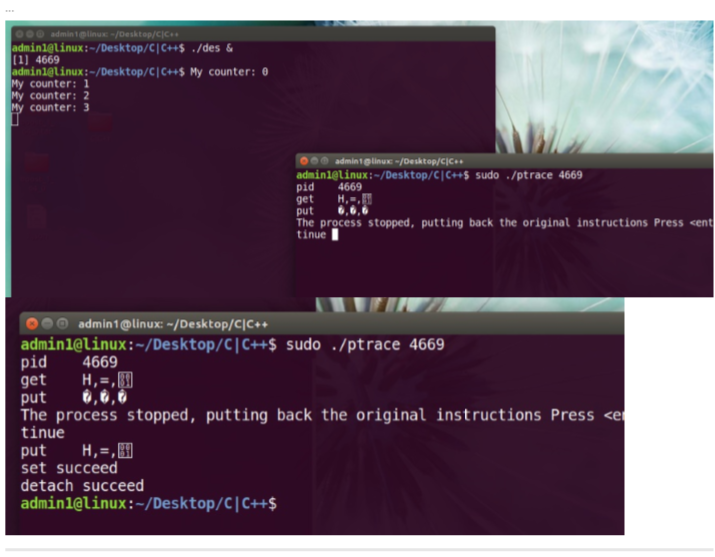 ...
admin1@linux: ~/Desktop/C|C++
admin1@linux:~/Desktop/C|C++$ ./des &
[1] 4669
admin1@linux:~/Desktop/C|C++$ My counter: 0
My counter: 1
My counter: 2
My counter: 3
admin1@linux: ~/Desktop/C|C++
admin1@linux:~/Desktop/C|C++$ sudo ./ptrace 4669
pid 4669
get H,=,
put �,�,�
The process stopped, putting back the original instructions Press <ent
tinue
admin1@linux: ~/Desktop/C|C++
admin1@linux:~/Desktop/C|C++$ sudo ./ptrace 4669
pid 4669
get H,=,
put �,�,�
The process stopped, putting back the original instructions Press <en
tinue
put H,=,
set succeed
detach succeed
admin1@linux:~/Desktop/C|C++$